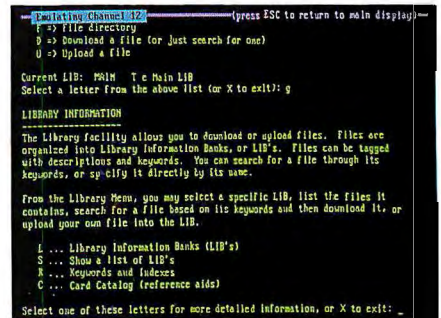 Emulating Channel 12 (press ESC to return to main display)
F => File directory
D => Download a file (or just search for one)
U => Upload a file
Current LIB: MAIN T e Main LIB
Select a letter from the above list (or X to exit): g
LIBRARY INFORMATION
The Library facility allows you to download or upload files. Files are
organized into Library Information Banks, or LIB's. Files can be tagged
with descriptions and keywords. You can search for a file through its
keywords, or sp cify it directly by its name.
From the Library Menu, you may select a specific LIB, list the files it
contains, search for a file based on its keywords and then download it, or
upload your own file into the LIB.
L ... Library Information Banks (LIB's)
S ... Show a list of LIB's
K ... Keywords and Indexes
C ... Card Catalog (reference aids)
Select one of these letters for more detailed information, or X to exit: _